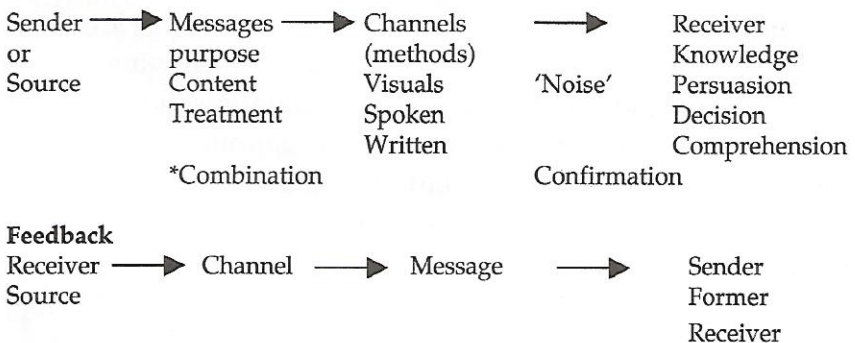 Sender Messages Channels Receiver
or purpose (methods) Knowledge
Source Content Visuals 'Noise' Persuasion
Treatment Spoken Decision
Written Comprehension
*Combination Confirmation
Feedback
Receiver Channel Message Sender
Source Former
Receiver